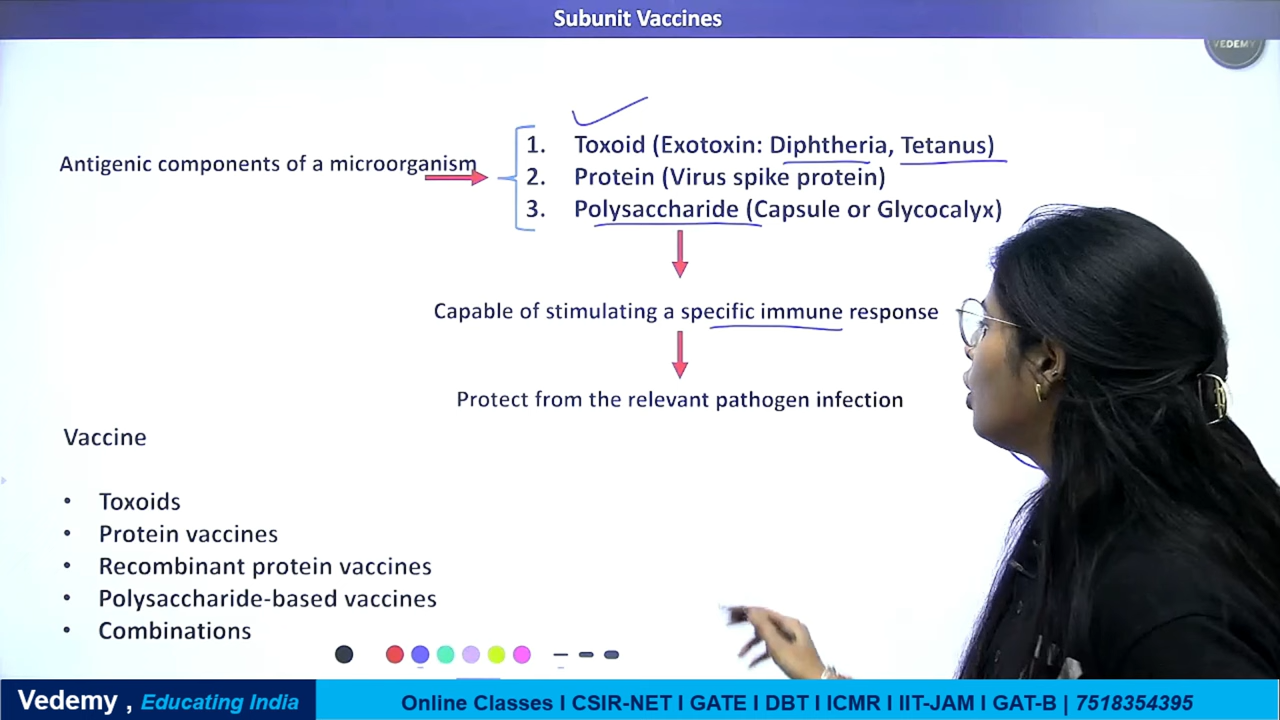 Subunit Vaccines
VEDEMY
Antigenic components of a microorganism
1. Toxoid (Exotoxin: Diphtheria, Tetanus)
2. Protein (Virus spike protein)
3. Polysaccharide (Capsule or Glycocalyx)
Capable of stimulating a specific immune response
Protect from the relevant pathogen infection
Vaccine
• Toxoids
• Protein vaccines
• Recombinant protein vaccines
• Polysaccharide-based vaccines
• Combinations
Vedemy , Educating India
Online Classes I CSIR-NET I GATE I DBT I ICMR I IIT-JAM I GAT-B | 7518354395